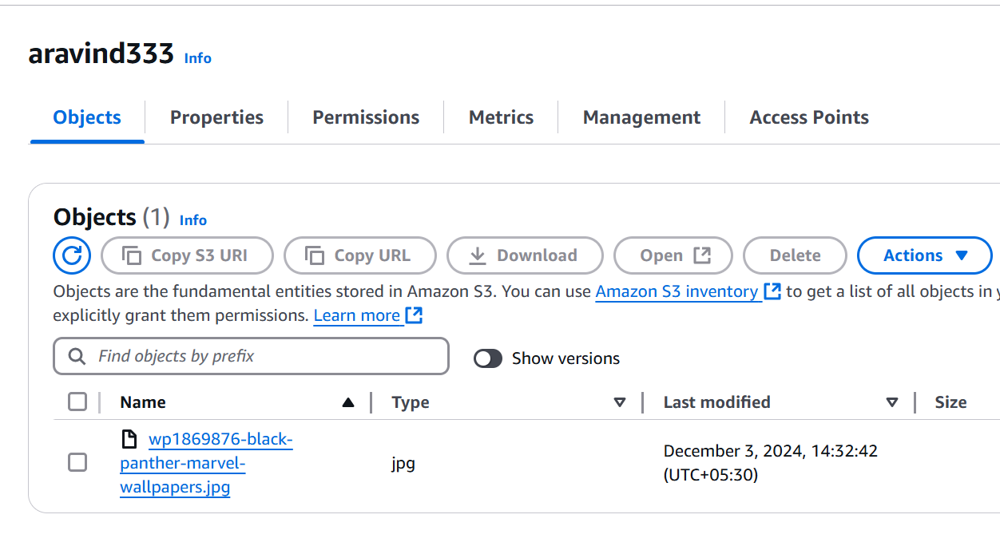 aravind333 Info
Objects Properties Permissions Metrics Management Access Points
Objects (1) Info
Copy S3 URI Copy URL Download Open Delete Actions
Objects are the fundamental entities stored in Amazon S3. You can use Amazon S3 inventory to get a list of all objects in
explicitly grant them permissions. Learn more
Find objects by prefix Show versions
Name Type Last modified Size
wp1869876-black-
panther-marvel-
wallpapers.jpg
jpg
December 3, 2024, 14:32:42
(UTC+05:30)